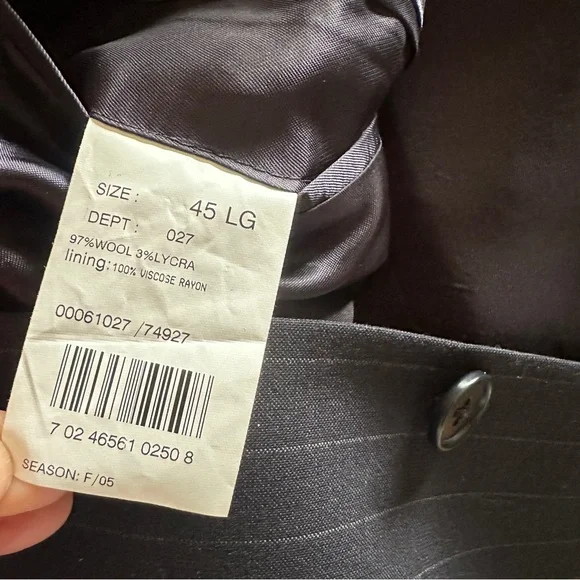 SIZE : 45 LG
DEPT : 027
97%WOOL 3%LYCRA
lining:100% VISCOSE RAYON
00061027 /74927
7 02 46561 0250 8
SEASON: F/05